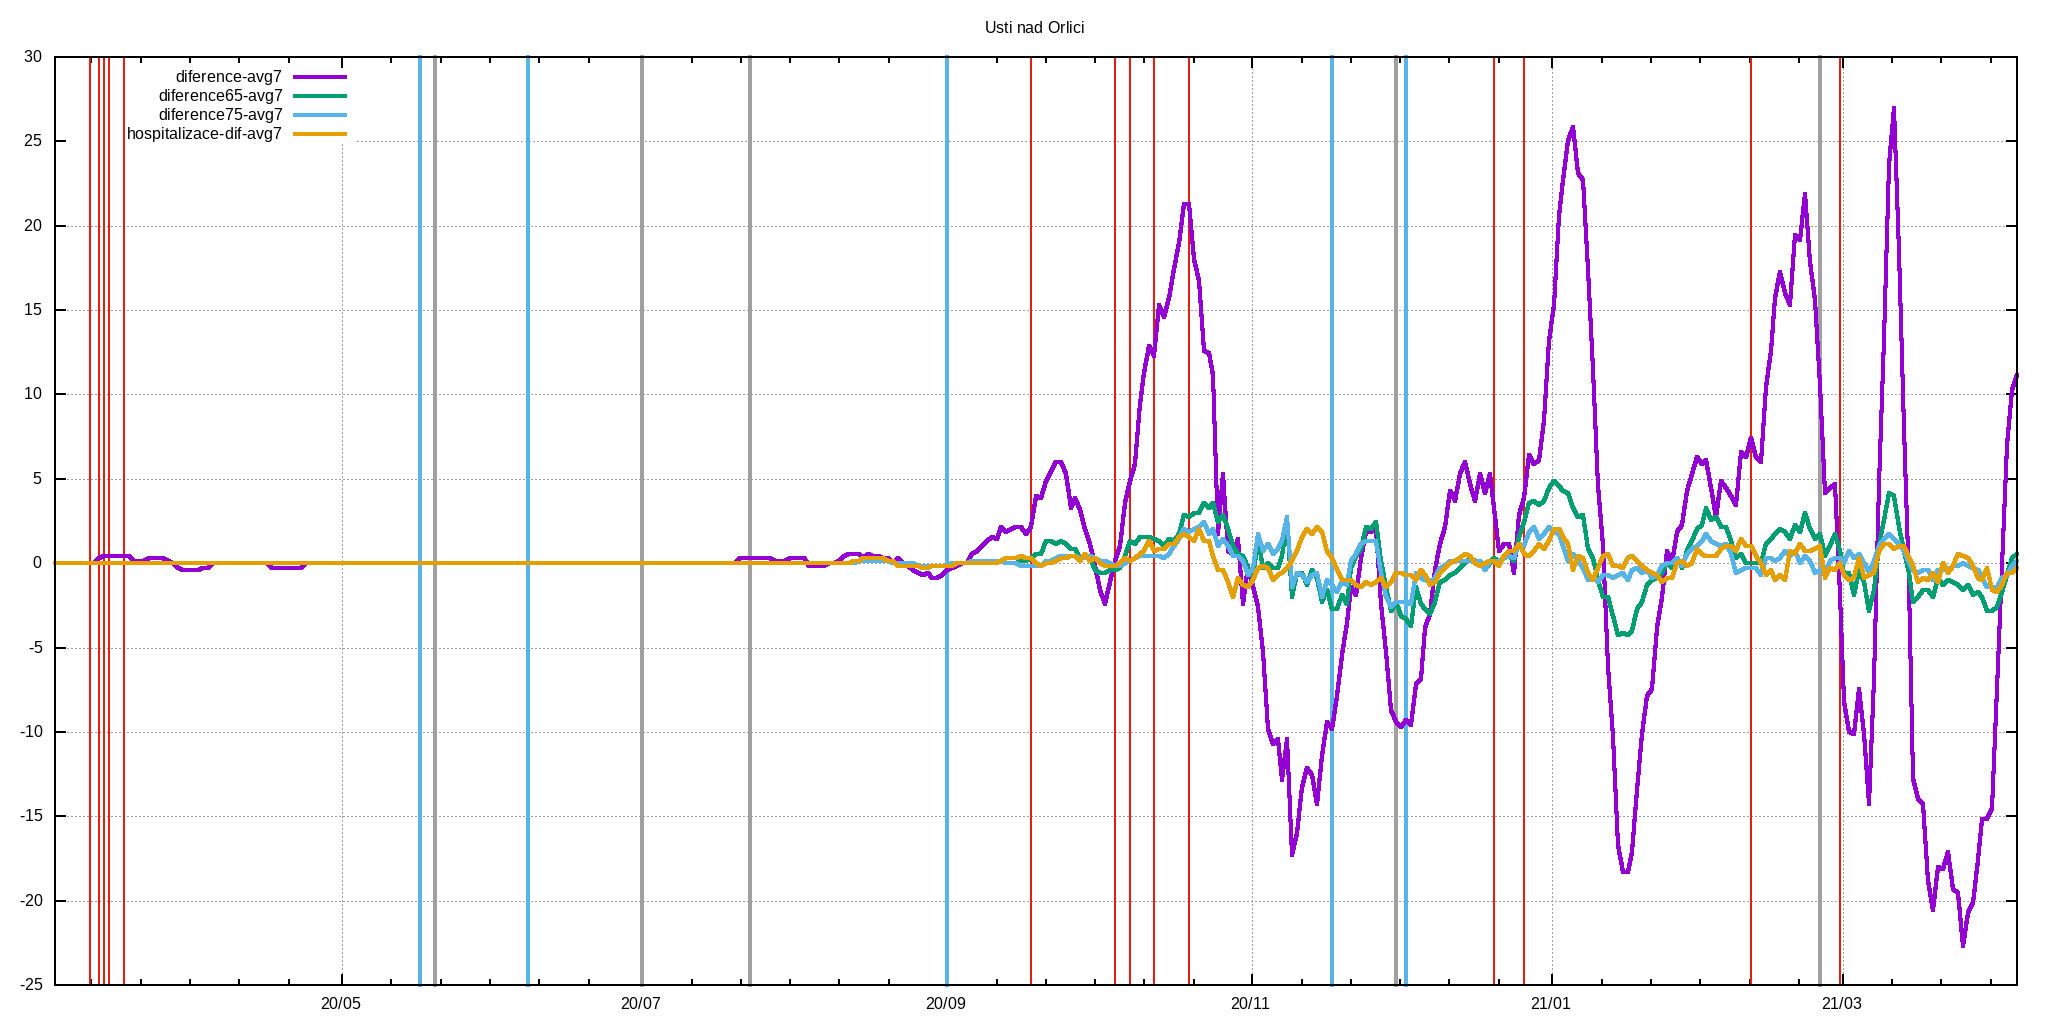 Usti nad Orlici
30
25
20
15
10
5
0
-5
-10
-15
-20
-25
diference-avg7
diference65-avg7
diference75-avg7
hospitalizace-dif-avg7
20/05 20/07 20/09 20/11 21/01 21/03